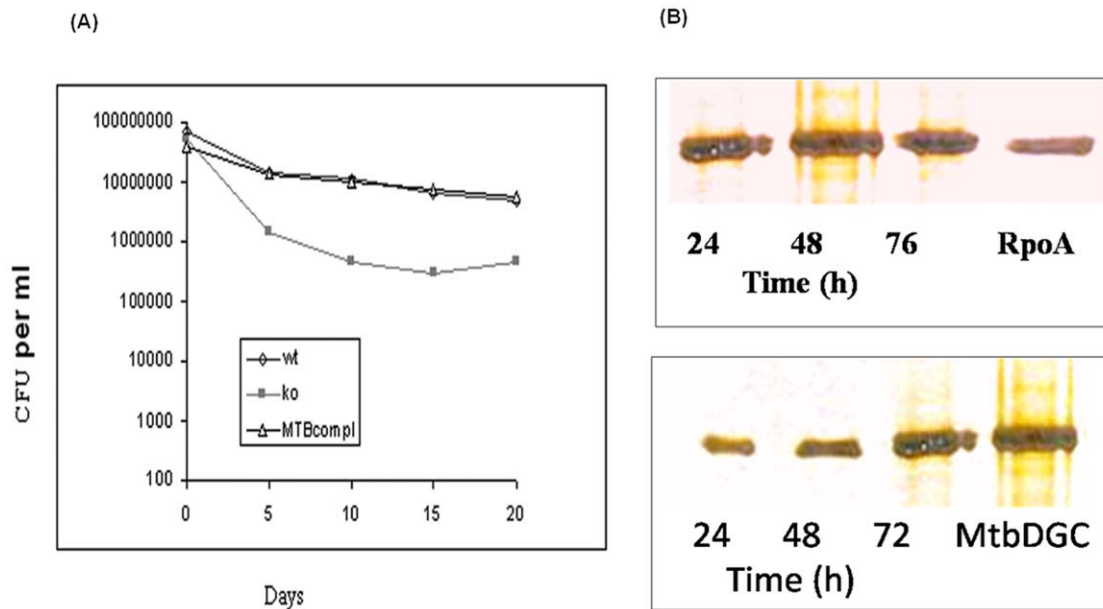 (A)
CFU per ml
100000000
10000000
1000000
100000
10000
1000
100
wt
ko
MTBcompl
0 5 10 15 20
Days
(B)
24 48 76 RpoA
Time (h)
24 48 72 MtbDGC
Time (h)